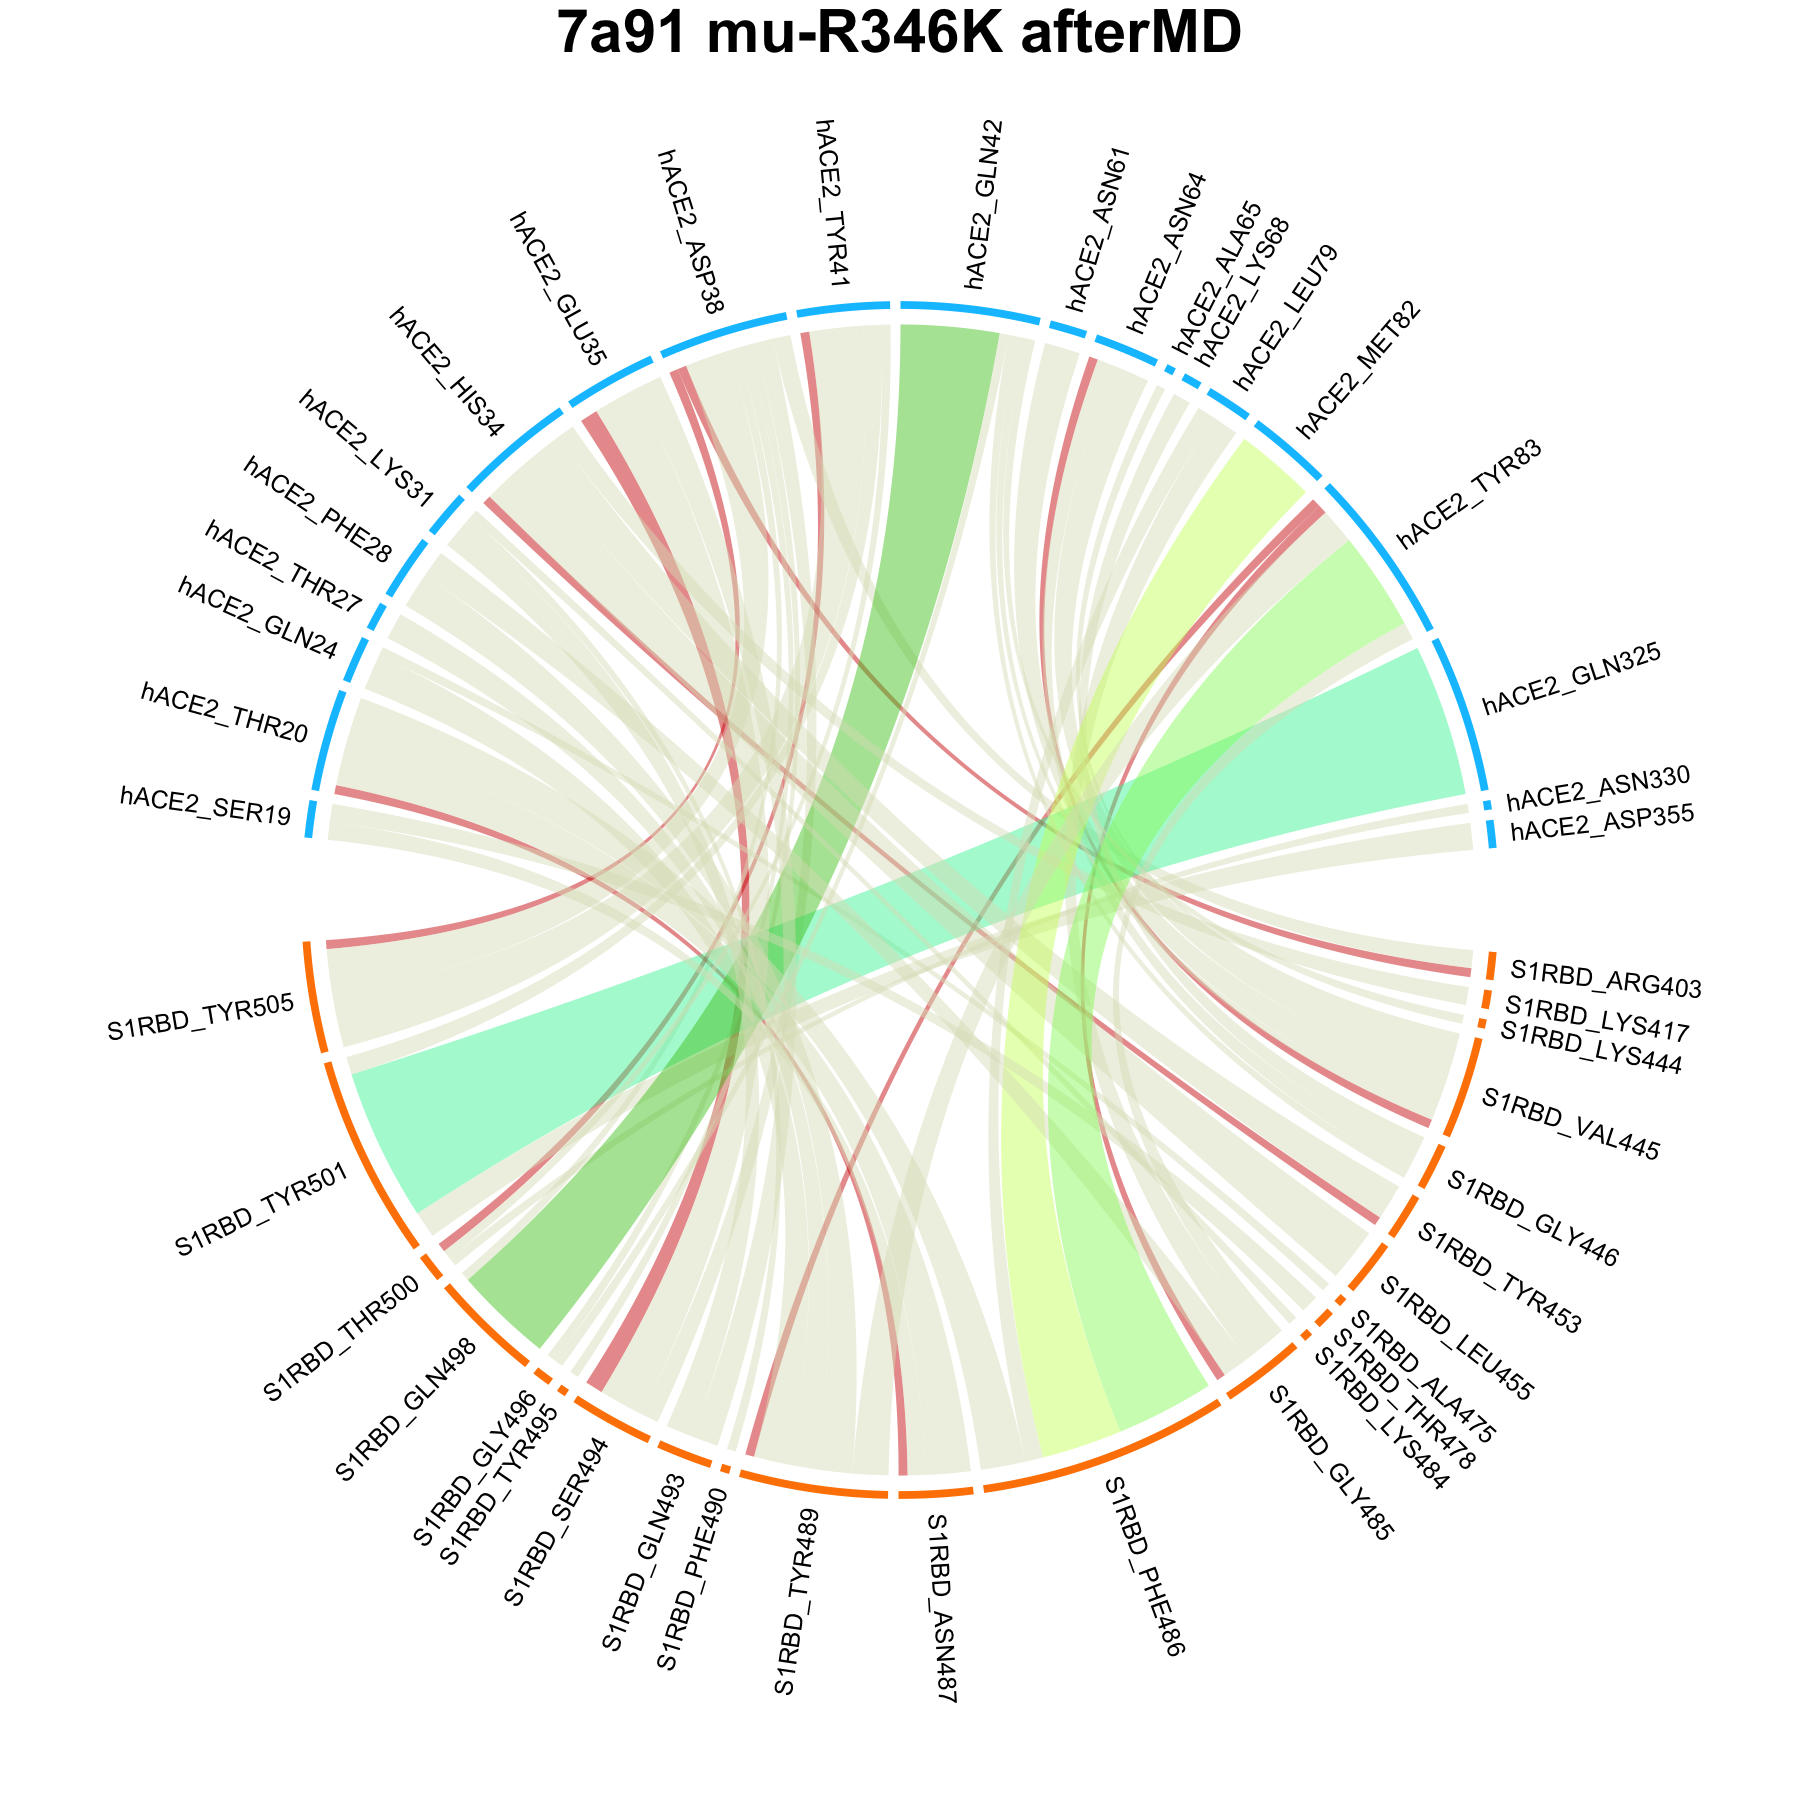 7a91 mu-R346K afterMD
hACE2_SER19
hACE2_THR20
hACE2_GLN24
hACE2_THR27
hACE2_PHE28
hACE2_LYS31
hACE2_HIS34
hACE2_GLU35
hACE2_ASP38
hACE2_TYR41
hACE2_GLN42
hACE2_ASN61
hACE2_ASN64
hACE2_ALA65
hACE2_LYS68
hACE2_LEU79
hACE2_MET82
hACE2_TYR83
hACE2_GLN325
hACE2_ASN330
hACE2_ASP355
S1RBD_ARG403
S1RBD_LYS417
S1RBD_LYS444
S1RBD_VAL445
S1RBD_GLY446
S1RBD_TYR453
S1RBD_LEU455
S1RBD_ALA475
S1RBD_THR478
S1RBD_LYS484
S1RBD_GLY485
S1RBD_PHE486
S1RBD_ASN487
S1RBD_TYR489
S1RBD_PHE490
S1RBD_GLN493
S1RBD_SER494
S1RBD_TYR495
S1RBD_GLY496
S1RBD_GLN498
S1RBD_THR500
S1RBD_TYR501
S1RBD_TYR505